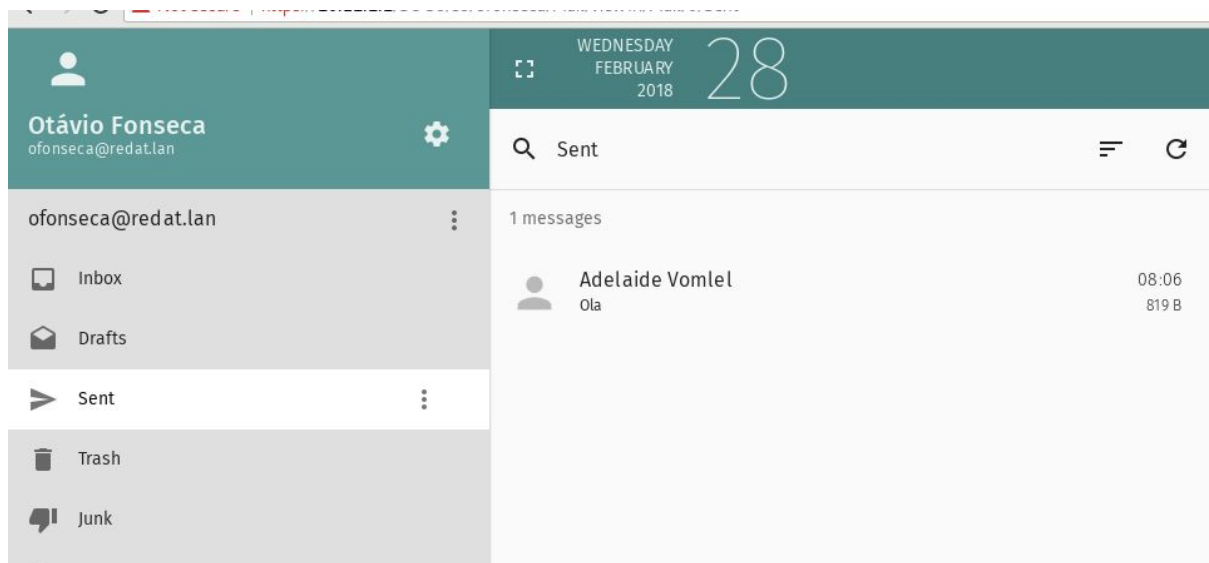 WEDNESDAY
FEBRUARY
2018
28
Otávio Fonseca
ofonseca@redat.lan
Sent
ofonseca@redat.lan
1 messages
Inbox
Adelaide Vomlel
08:06
Ola
819 B
Drafts
Sent
Trash
Junk